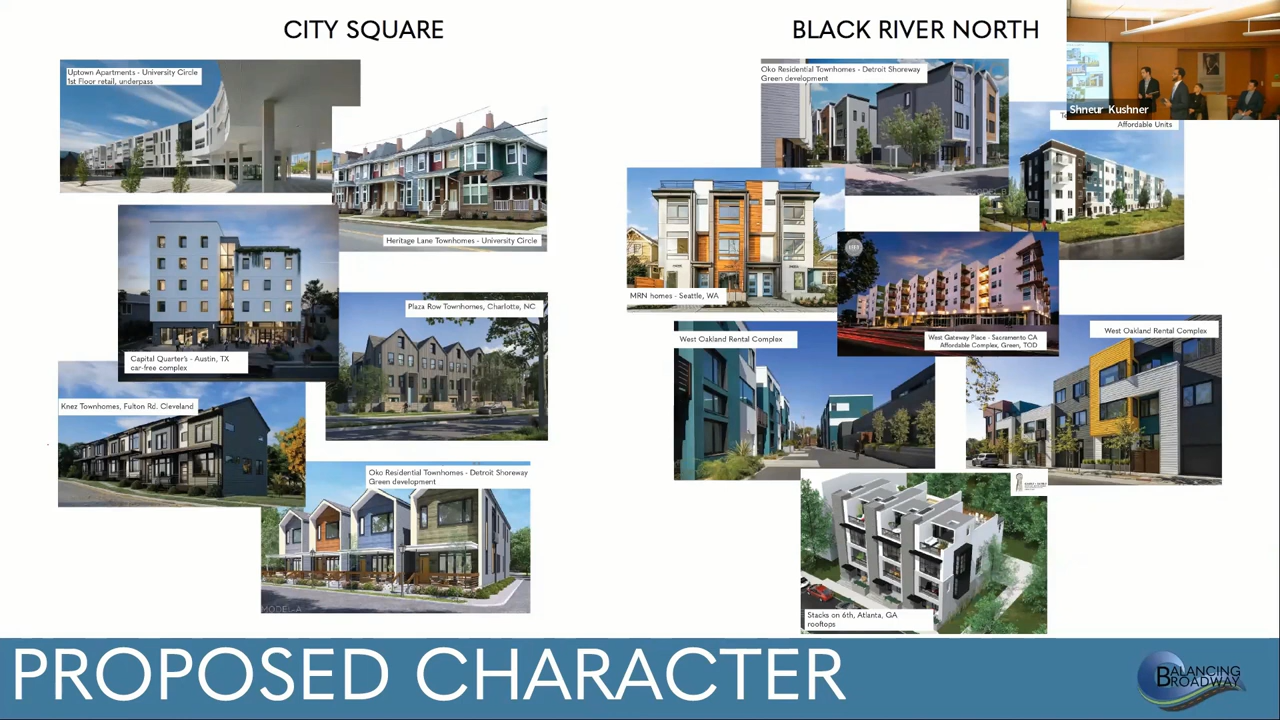 CITY SQUARE
BLACK RIVER NORTH
Uptown Apartments - University Circle
1st Floor retail, underpass
Heritage Lane Townhomes - University Circle
Capital Quarter's - Austin, TX
car-free complex
Plaza Row Townhomes, Charlotte, NC
Knez Townhomes, Fulton Rd. Cleveland
Oko Residential Townhomes - Detroit Shoreway
Green development
MODEL A
Oko Residential Townhomes - Detroit Shoreway
Green development
MODEL B
Shneur Kushner
Affordable Units
MRN homes - Seattle, WA
West Gateway Place - Sacramento CA
Affordable Complex, Green, TOD
West Oakland Rental Complex
West Oakland Rental Complex
Stacks on 6th, Atlanta, GA
rooftops
PROPOSED CHARACTER
BALANCING
BROADWAY